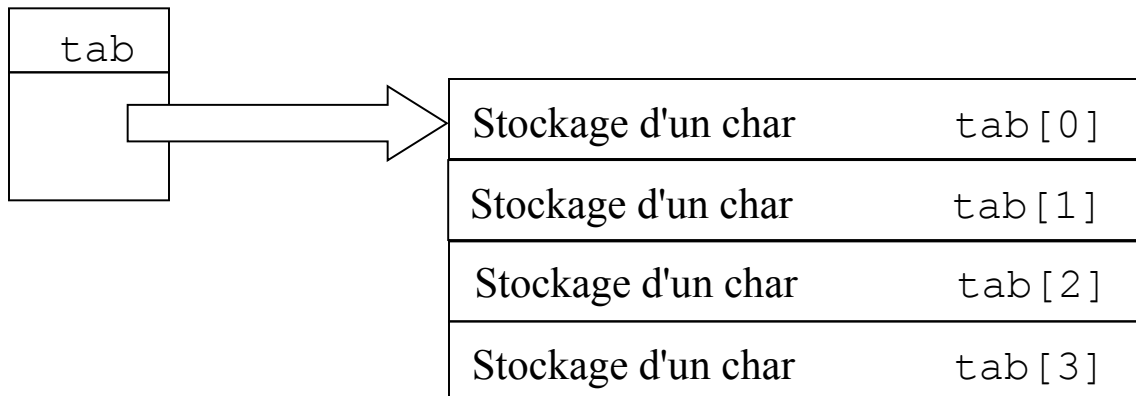 tab
Stockage d'un char tab[0]
Stockage d'un char tab[1]
Stockage d'un char tab[2]
Stockage d'un char tab[3]